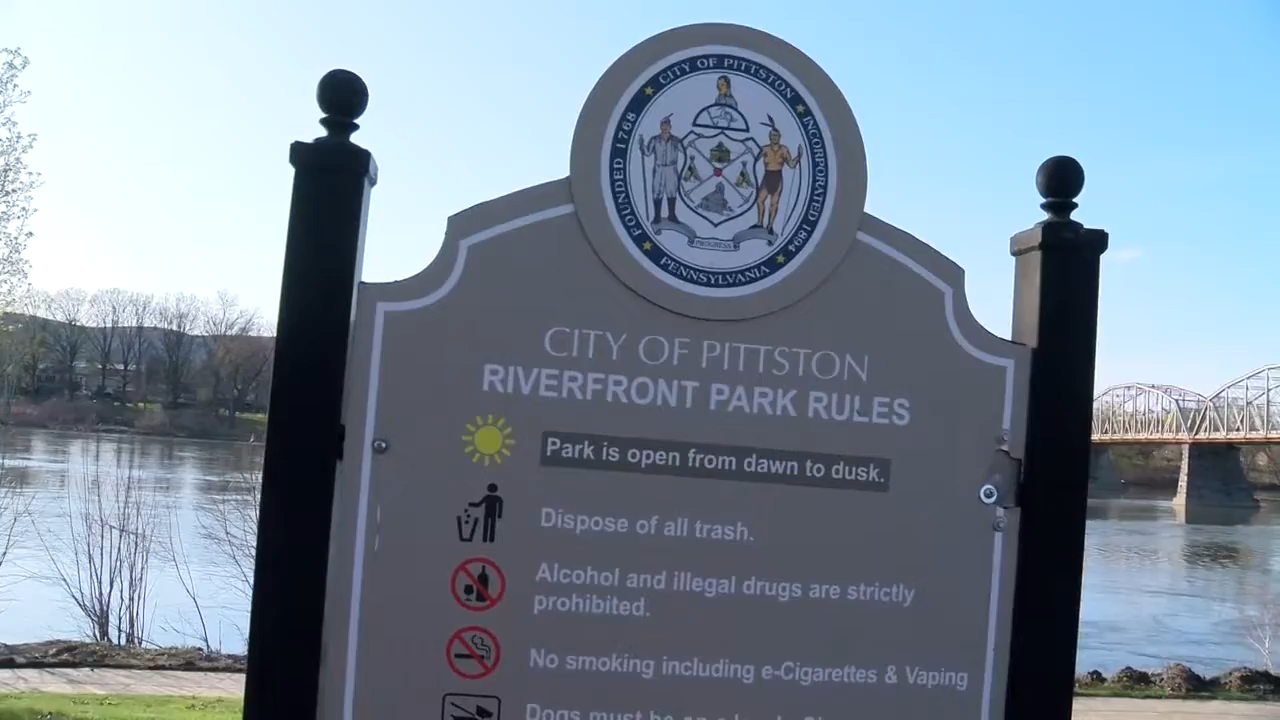 CITY OF PITTSTON
INCORPORATED 1894
PENNSYLVANIA
FOUNDED 1768
PROGRESS
CITY OF PITTSTON
RIVERFRONT PARK RULES
Park is open from dawn to dusk.
Dispose of all trash.
Alcohol and illegal drugs are strictly
prohibited.
No smoking including e-Cigarettes & Vaping
Dogs must be on a